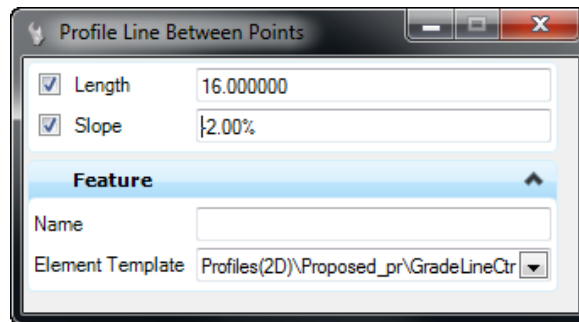 Profile Line Between Points
Length 16.000000
Slope -2.00%
Feature
Name
Element Template Profiles(2D)\Proposed_pr\GradeLineCtr